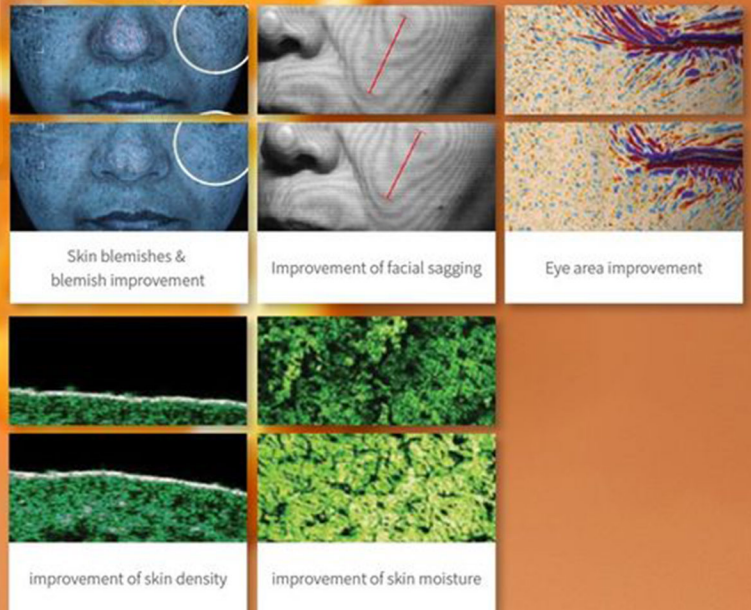 Skin blemishes &
blemish improvement
Improvement of facial sagging
Eye area improvement
improvement of skin density
improvement of skin moisture